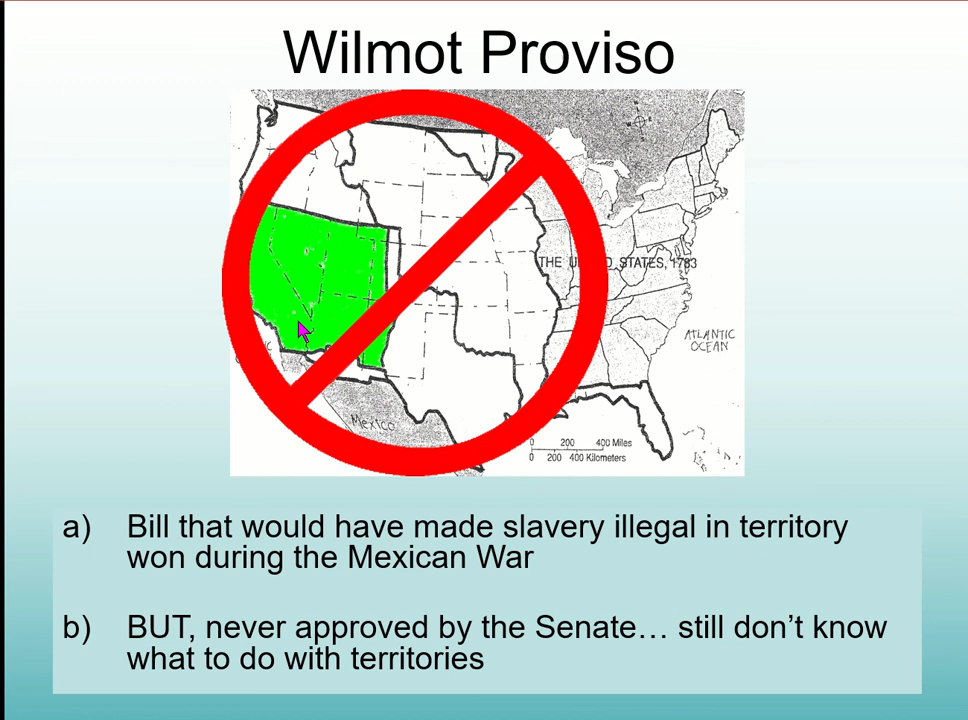 Wilmot Proviso
THE U D STATES, 1783
ATLANTIC
OCEAN
Mexico
0 200 400 Miles
0 200 400 Kilometers
a) Bill that would have made slavery illegal in territory
won during the Mexican War
b) BUT, never approved by the Senate… still don’t know
what to do with territories